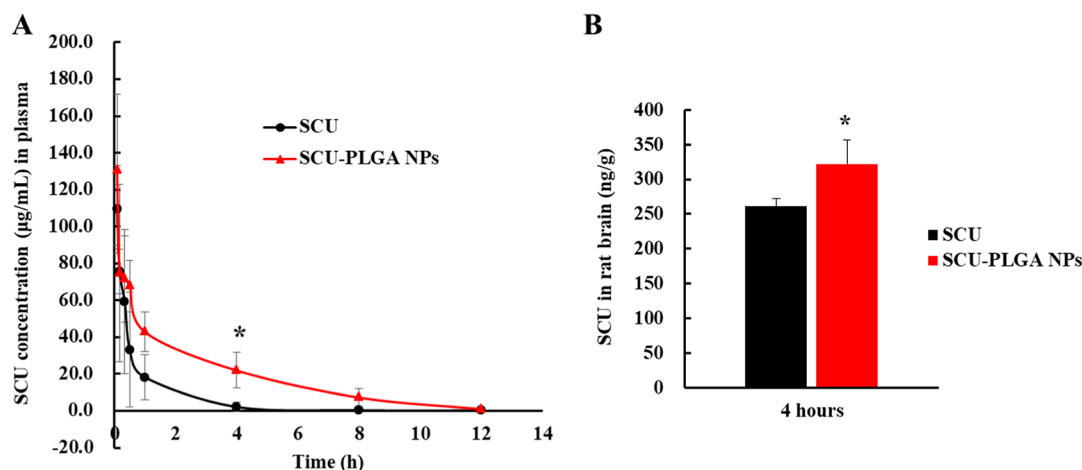 A
SCU concentration (µg/mL) in plasma
200.0
180.0
160.0
140.0
120.0
100.0
80.0
60.0
40.0
20.0
0.0
-20.0
0 2 4 6 8 10 12 14
Time (h)
SCU
SCU-PLGA NPs
*
B
SCU in rat brain (ng/g)
400
350
300
250
200
150
100
50
0
*
4 hours
SCU
SCU-PLGA NPs